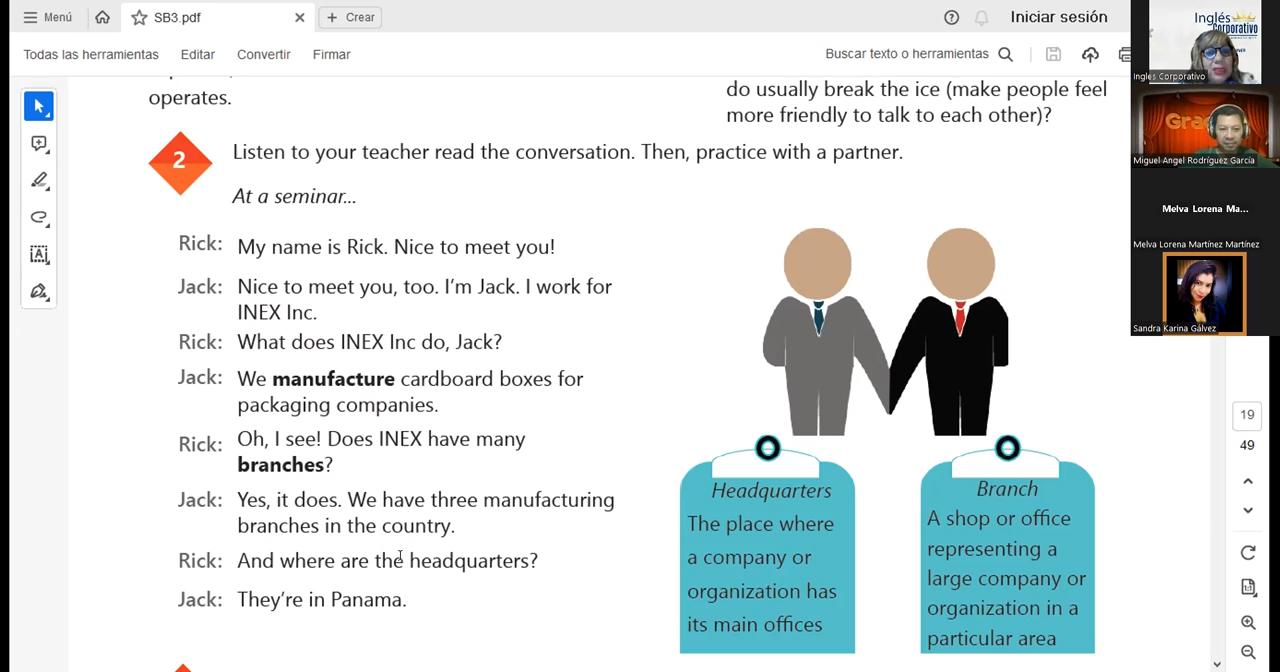 Menú
SB3.pdf
Crear
Iniciar sesión
Todas las herramientas
Editar
Convertir
Firmar
Buscar texto o herramientas
operates.
do usually break the ice (make people feel
more friendly to talk to each other)?
2
Listen to your teacher read the conversation. Then, practice with a partner.
At a seminar...
Rick: My name is Rick. Nice to meet you!
Jack: Nice to meet you, too. I'm Jack. I work for
INEX Inc.
Rick: What does INEX Inc do, Jack?
Jack: We manufacture cardboard boxes for
packaging companies.
Rick: Oh, I see! Does INEX have many
branches?
Jack: Yes, it does. We have three manufacturing
branches in the country.
Rick: And where are the headquarters?
Jack: They're in Panama.
Headquarters
The place where
a company or
organization has
its main offices
Branch
A shop or office
representing a
large company or
organization in a
particular area
19
49
Inglés
Corporativo
Ingles Corporativo
Miguel Angel Rodríguez García
Melva Lorena Ma...
Melva Lorena Martínez Martínez
Sandra Karina Gálvez